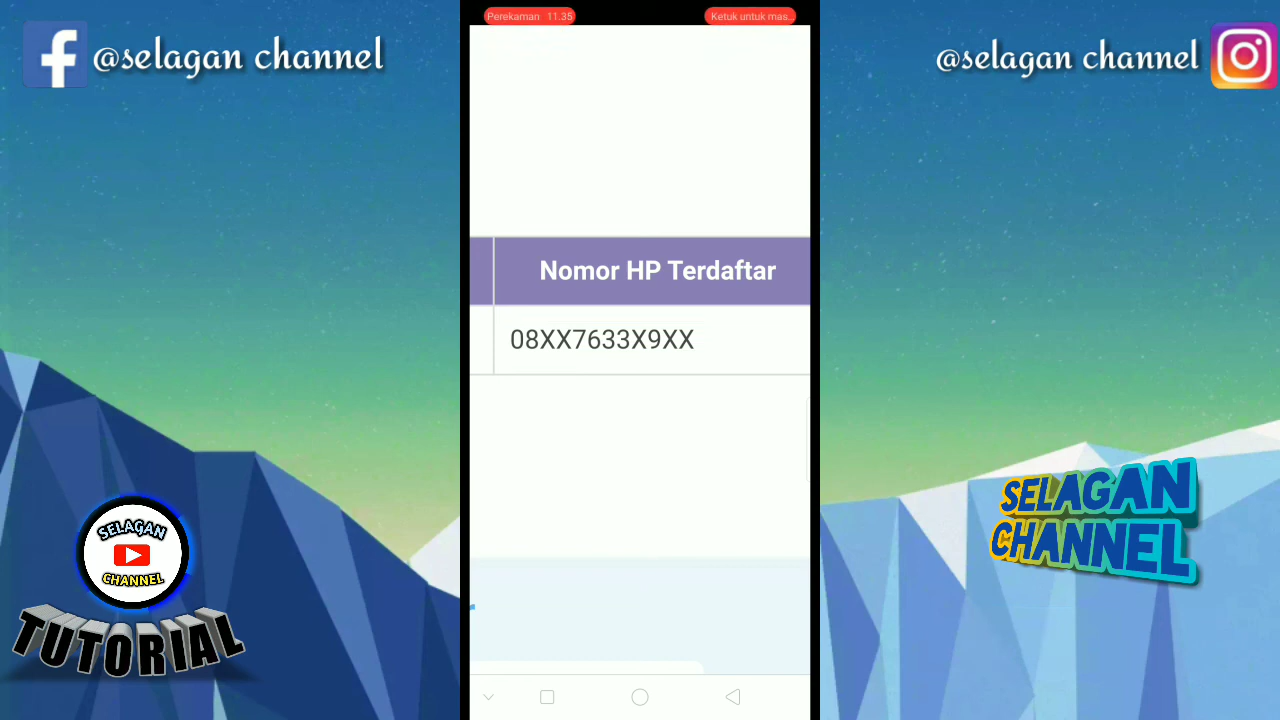 @selagan channel
Perekaman 11.35
Ketuk untuk mas..
@selagan channel
Nomor HP Terdaftar
08XX7633X9XX
SELAGAN
CHANNEL
TUTORIAL
SELAGAN
CHANNEL